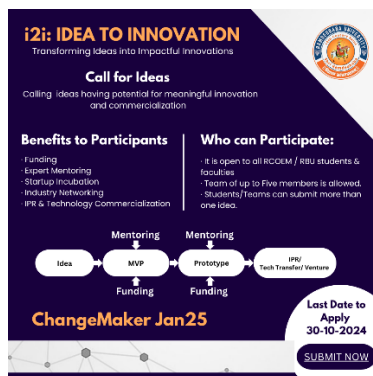 i2i: IDEA TO INNOVATION
Transforming Ideas into Impactful Innovations
Call for Ideas
Calling ideas having potential for meaningful innovation
and commercialization
Benefits to Participants
· Funding
· Expert Mentoring
· Startup Incubation
· Industry Networking
· IPR & Technology Commercialization
Who can Participate:
· It is open to all RCOEM / RBU students &
faculties
· Team of up to Five members is allowed.
· Students/Teams can submit more than
one idea.
Mentoring
Mentoring
Idea
MVP
Prototype
IPR/
Tech Transfer/ Venture
Funding
Funding
ChangeMaker Jan25
Last Date to
Apply
30-10-2024
SUBMIT NOW